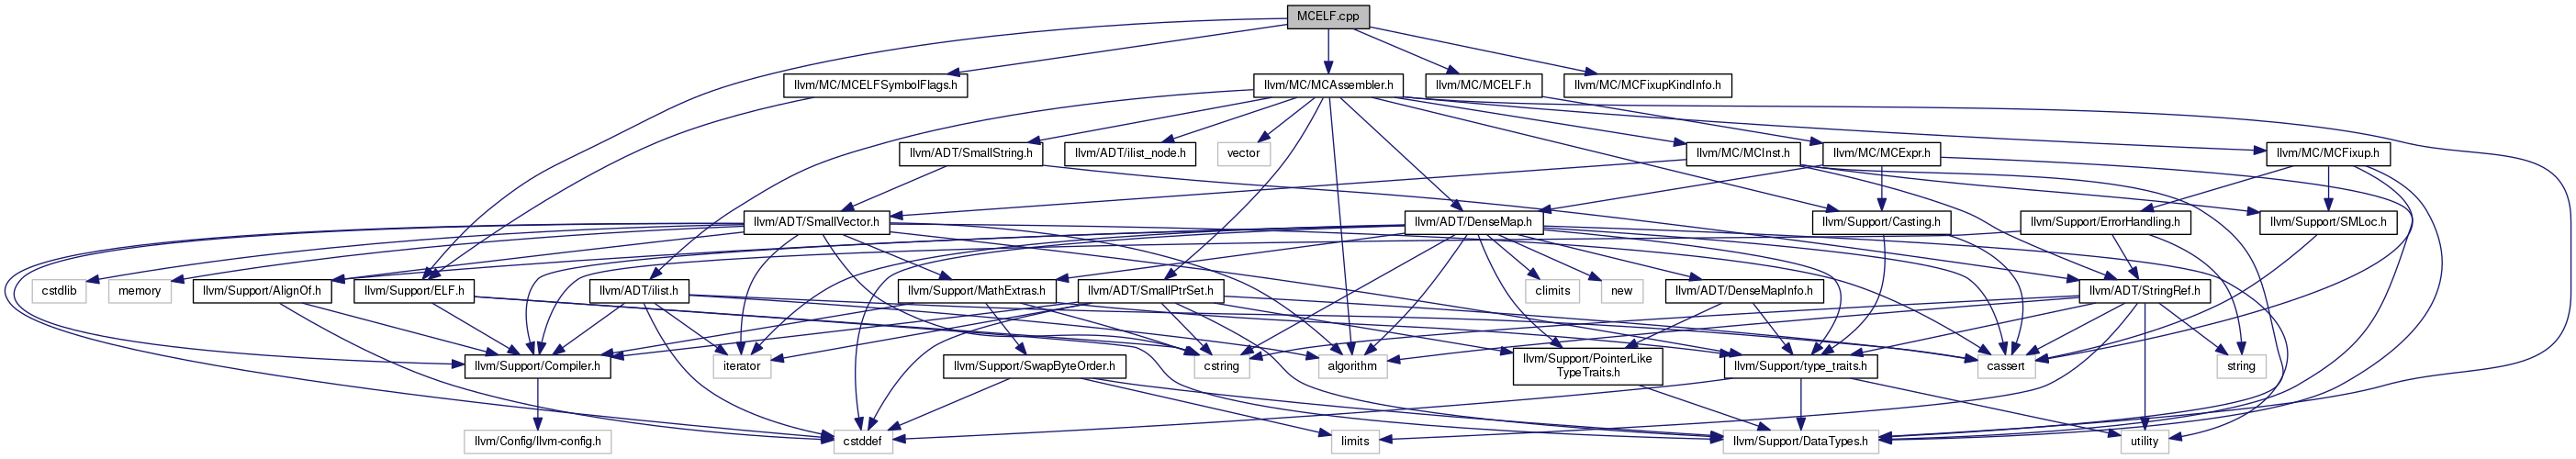 MCELF.cpp
llvm/MC/MCELFSymbolFlags.h
llvm/MC/MCAssembler.h
llvm/MC/MCELF.h
llvm/MC/MCFixupKindInfo.h
llvm/ADT/SmallString.h
llvm/ADT/ilist_node.h
vector
llvm/MC/MCInst.h
llvm/MC/MCExpr.h
llvm/MC/MCFixup.h
llvm/ADT/SmallVector.h
llvm/ADT/DenseMap.h
llvm/Support/Casting.h
llvm/Support/ErrorHandling.h
llvm/Support/SMLoc.h
cstdlib
memory
llvm/Support/AlignOf.h
llvm/Support/ELF.h
llvm/ADT/ilist.h
llvm/Support/MathExtras.h
llvm/ADT/SmallPtrSet.h
climits
new
llvm/ADT/DenseMapInfo.h
llvm/ADT/StringRef.h
llvm/Support/Compiler.h
iterator
llvm/Support/SwapByteOrder.h
cstring
algorithm
llvm/Support/PointerLike
TypeTraits.h
llvm/Support/type_traits.h
cassert
string
llvm/Config/llvm-config.h
cstddef
limits
llvm/Support/DataTypes.h
utility